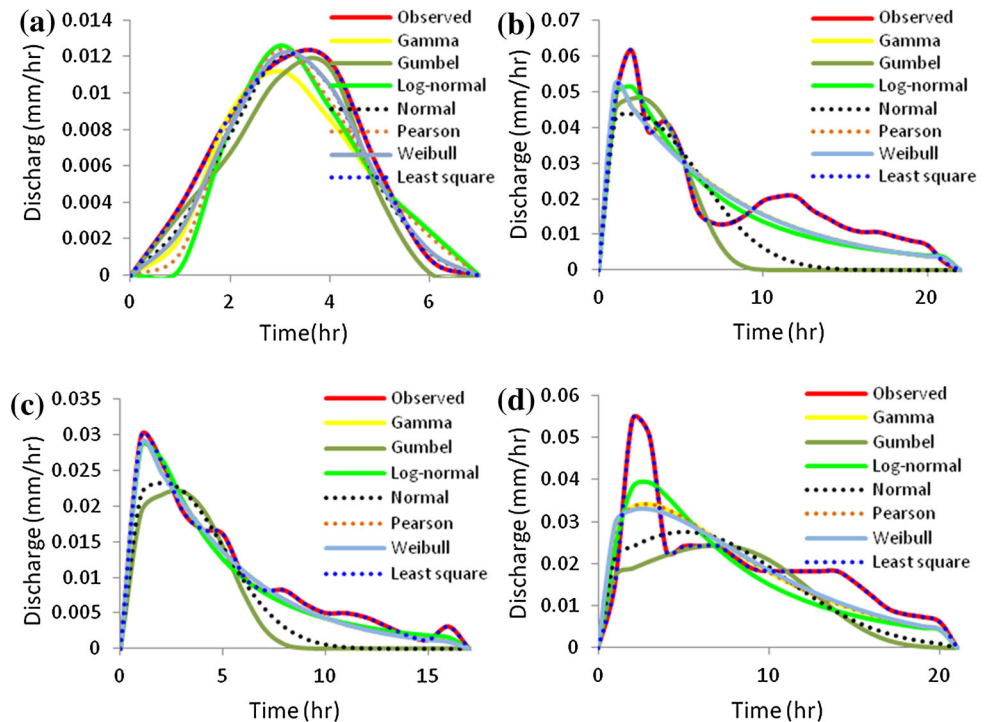 (a)
Discharg (mm/hr)
0.014
0.012
0.01
0.008
0.006
0.004
0.002
0
0 2 4 6
Time(hr)
Observed
Gamma
Gumbel
Log-normal
Normal
Pearson
Weibull
Least square
(b)
Discharge (mm/hr)
0.07
0.06
0.05
0.04
0.03
0.02
0.01
0
0 10 20
Time (hr)
Observed
Gamma
Gumbel
Log-normal
Normal
Pearson
Weibull
Least square
(c)
Discharge (mm/hr)
0.035
0.03
0.025
0.02
0.015
0.01
0.005
0
0 5 10 15
Time (hr)
Observed
Gamma
Gumbel
Log-normal
Normal
Pearson
Weibull
Least square
(d)
Discharge (mm/hr)
0.06
0.05
0.04
0.03
0.02
0.01
0
0 10 20
Time (hr)
Observed
Gamma
Gumbel
Log-normal
Normal
Pearson
Weibull
Least square